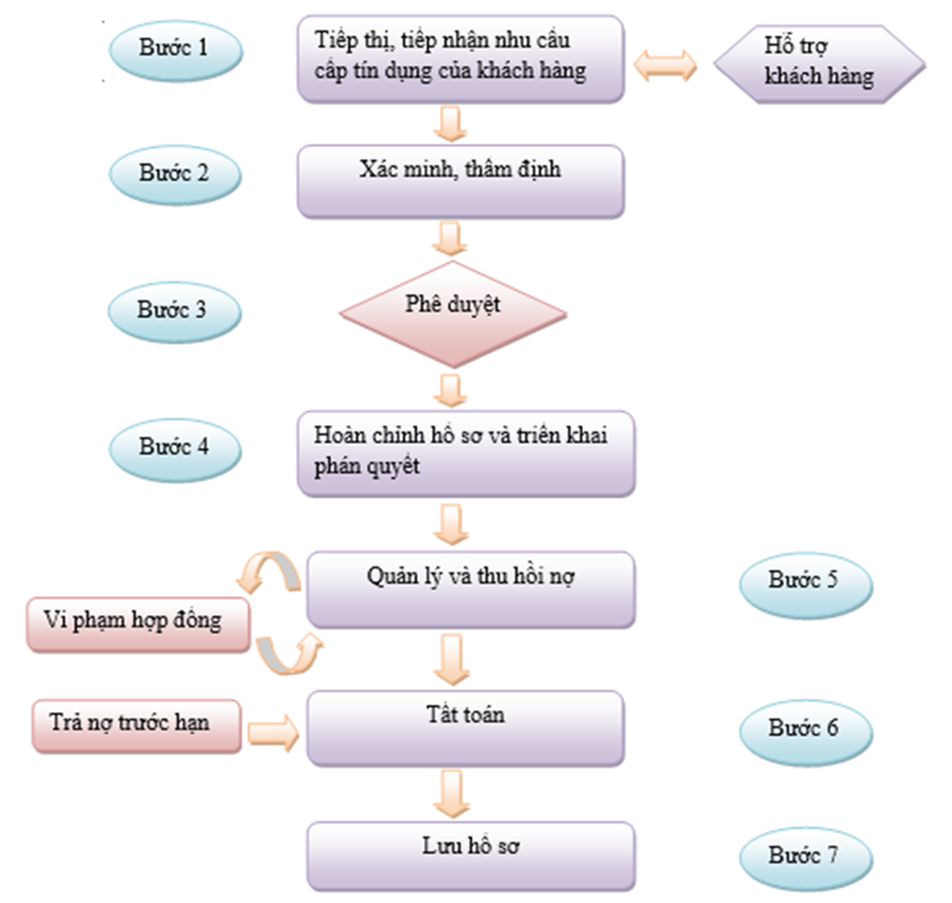 Bước 1
Tiếp thị, tiếp nhận nhu cầu
cấp tín dụng của khách hàng
Hỗ trợ
khách hàng
Bước 2
Xác minh, thẩm định
Bước 3
Phê duyệt
Bước 4
Hoàn chỉnh hồ sơ và triển khai
phán quyết
Quản lý và thu hồi nợ
Bước 5
Vi phạm hợp đồng
Trả nợ trước hạn
Tất toán
Bước 6
Lưu hồ sơ
Bước 7